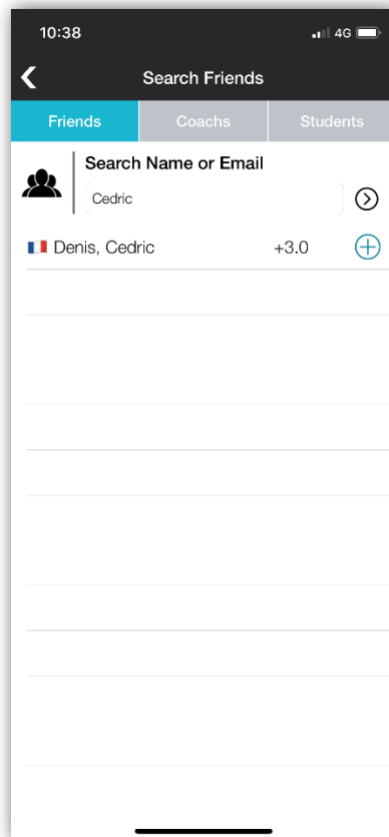 10:38 4G
Search Friends
Friends Coachs Students
Search Name or Email
Cedric
Denis, Cedric +3.0